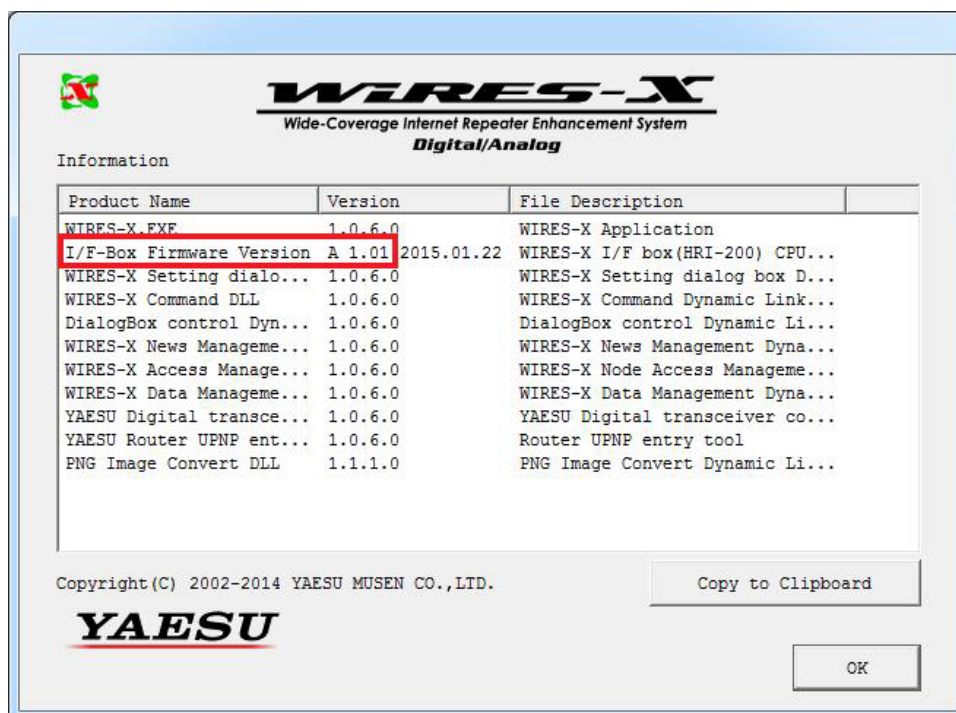 X
WiRES-X
Wide-Coverage Internet Repeater Enhancement System
Digital/Analog
Information
Product Name Version File Description
WIRES-X.EXE 1.0.6.0 WIRES-X Application
I/F-Box Firmware Version A 1.01 2015.01.22 WIRES-X I/F box(HRI-200) CPU...
WIRES-X Setting dialo... 1.0.6.0 WIRES-X Setting dialog box D...
WIRES-X Command DLL 1.0.6.0 WIRES-X Command Dynamic Link...
DialogBox control Dyn... 1.0.6.0 DialogBox control Dynamic Li...
WIRES-X News Manageme... 1.0.6.0 WIRES-X News Management Dyna...
WIRES-X Access Manage... 1.0.6.0 WIRES-X Node Access Manageme...
WIRES-X Data Manageme... 1.0.6.0 WIRES-X Data Management Dyna...
YAESU Digital transce... 1.0.6.0 YAESU Digital transceiver co...
YAESU Router UPNP ent... 1.0.6.0 Router UPNP entry tool
PNG Image Convert DLL 1.1.1.0 PNG Image Convert Dynamic Li...
Copyright(C) 2002-2014 YAESU MUSEN CO.,LTD.
Copy to Clipboard
YAESU
OK